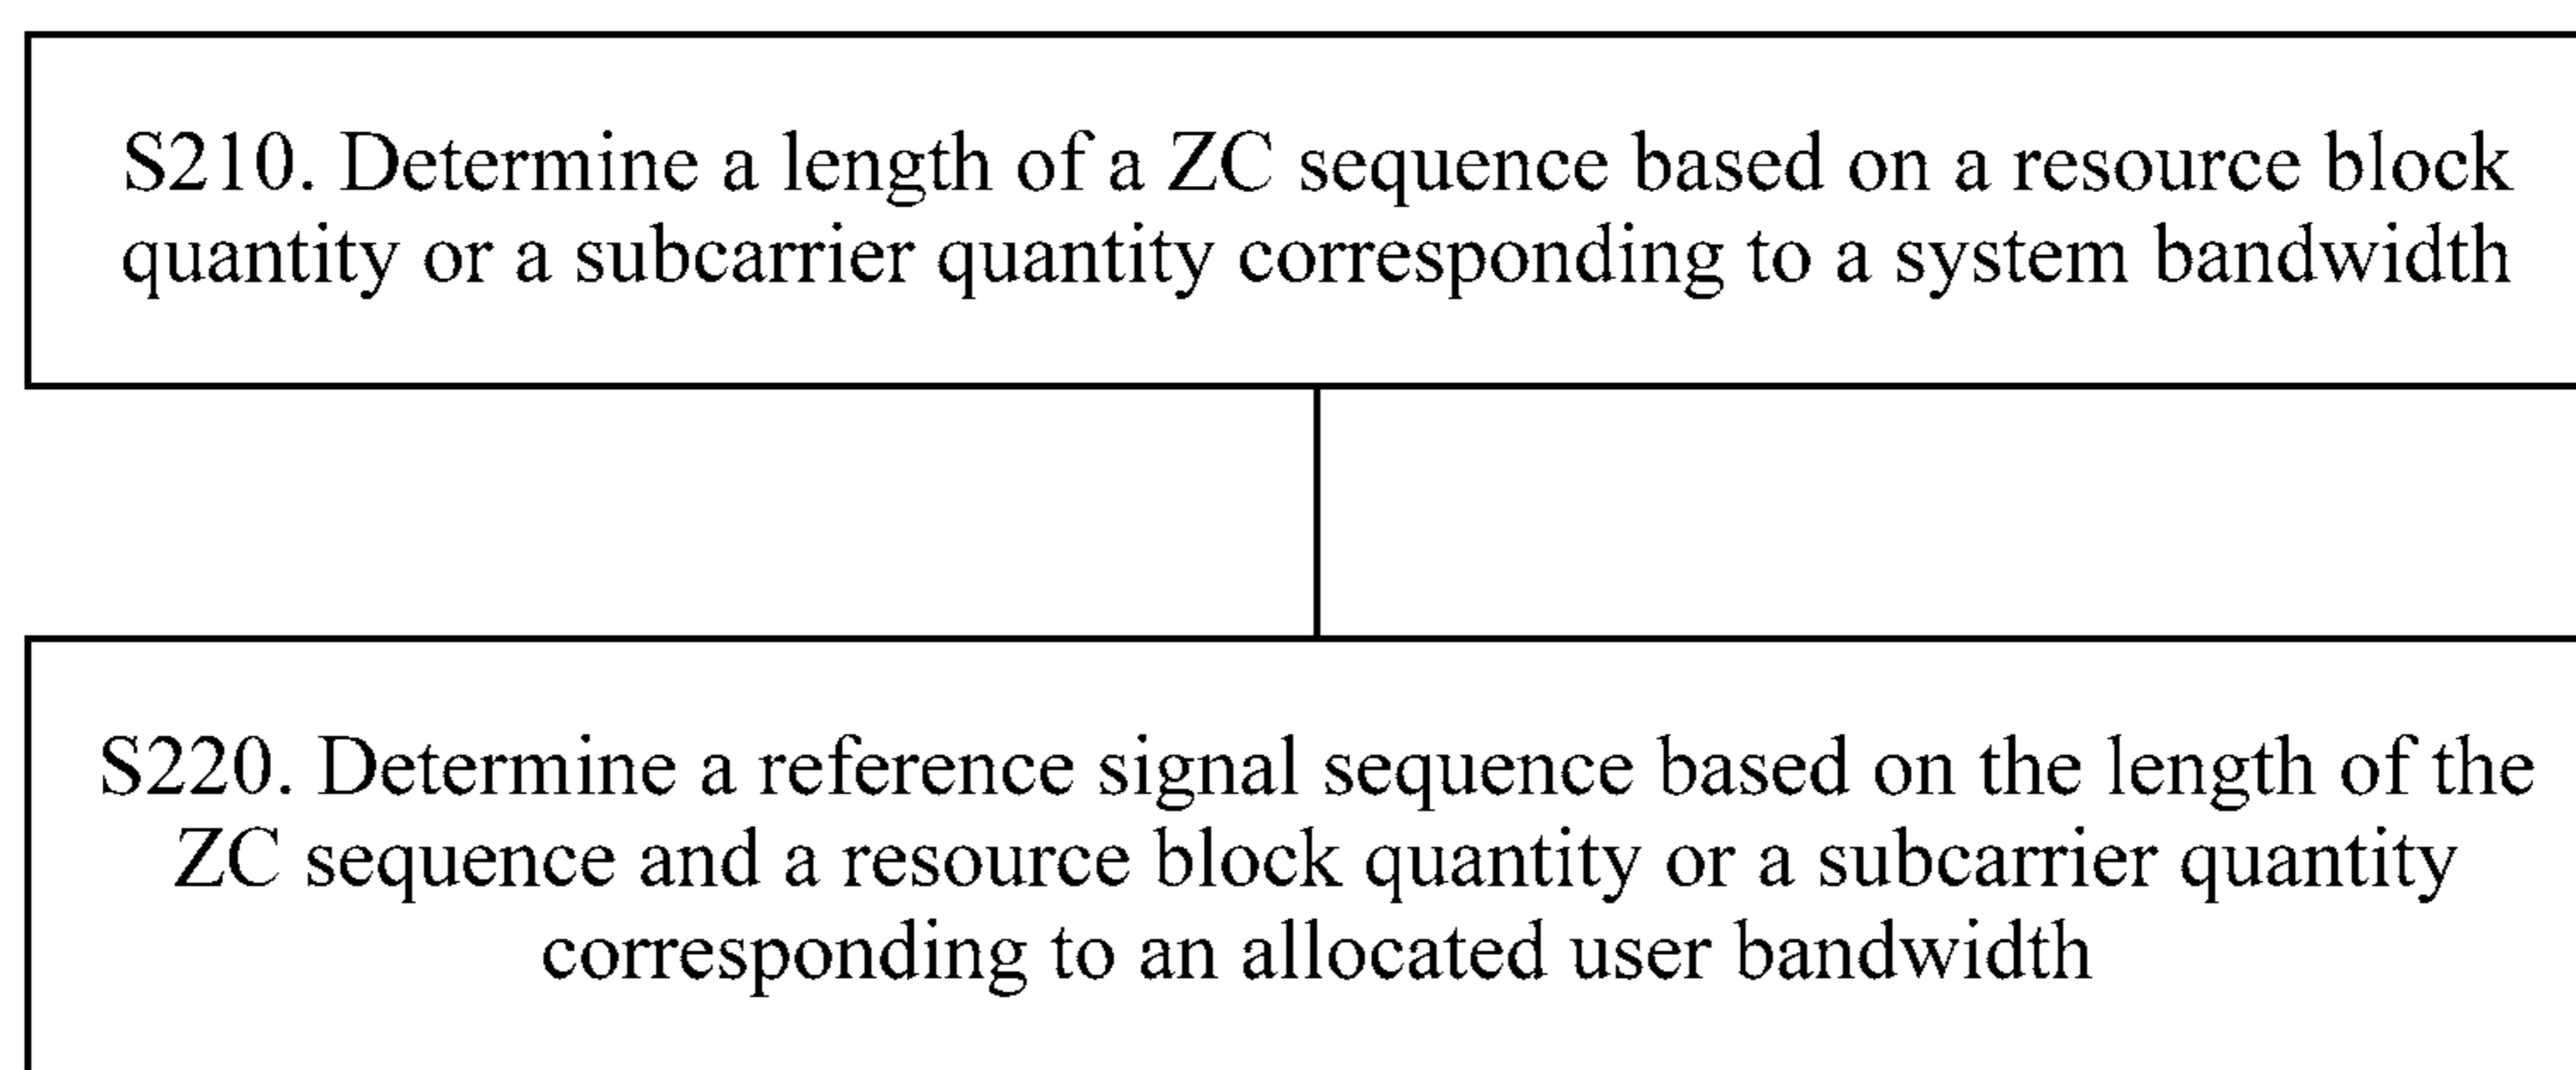 S210. Determine a length of a ZC sequence based on a resource block
quantity or a subcarrier quantity corresponding to a system bandwidth
S220. Determine a reference signal sequence based on the length of the
ZC sequence and a resource block quantity or a subcarrier quantity
corresponding to an allocated user bandwidth